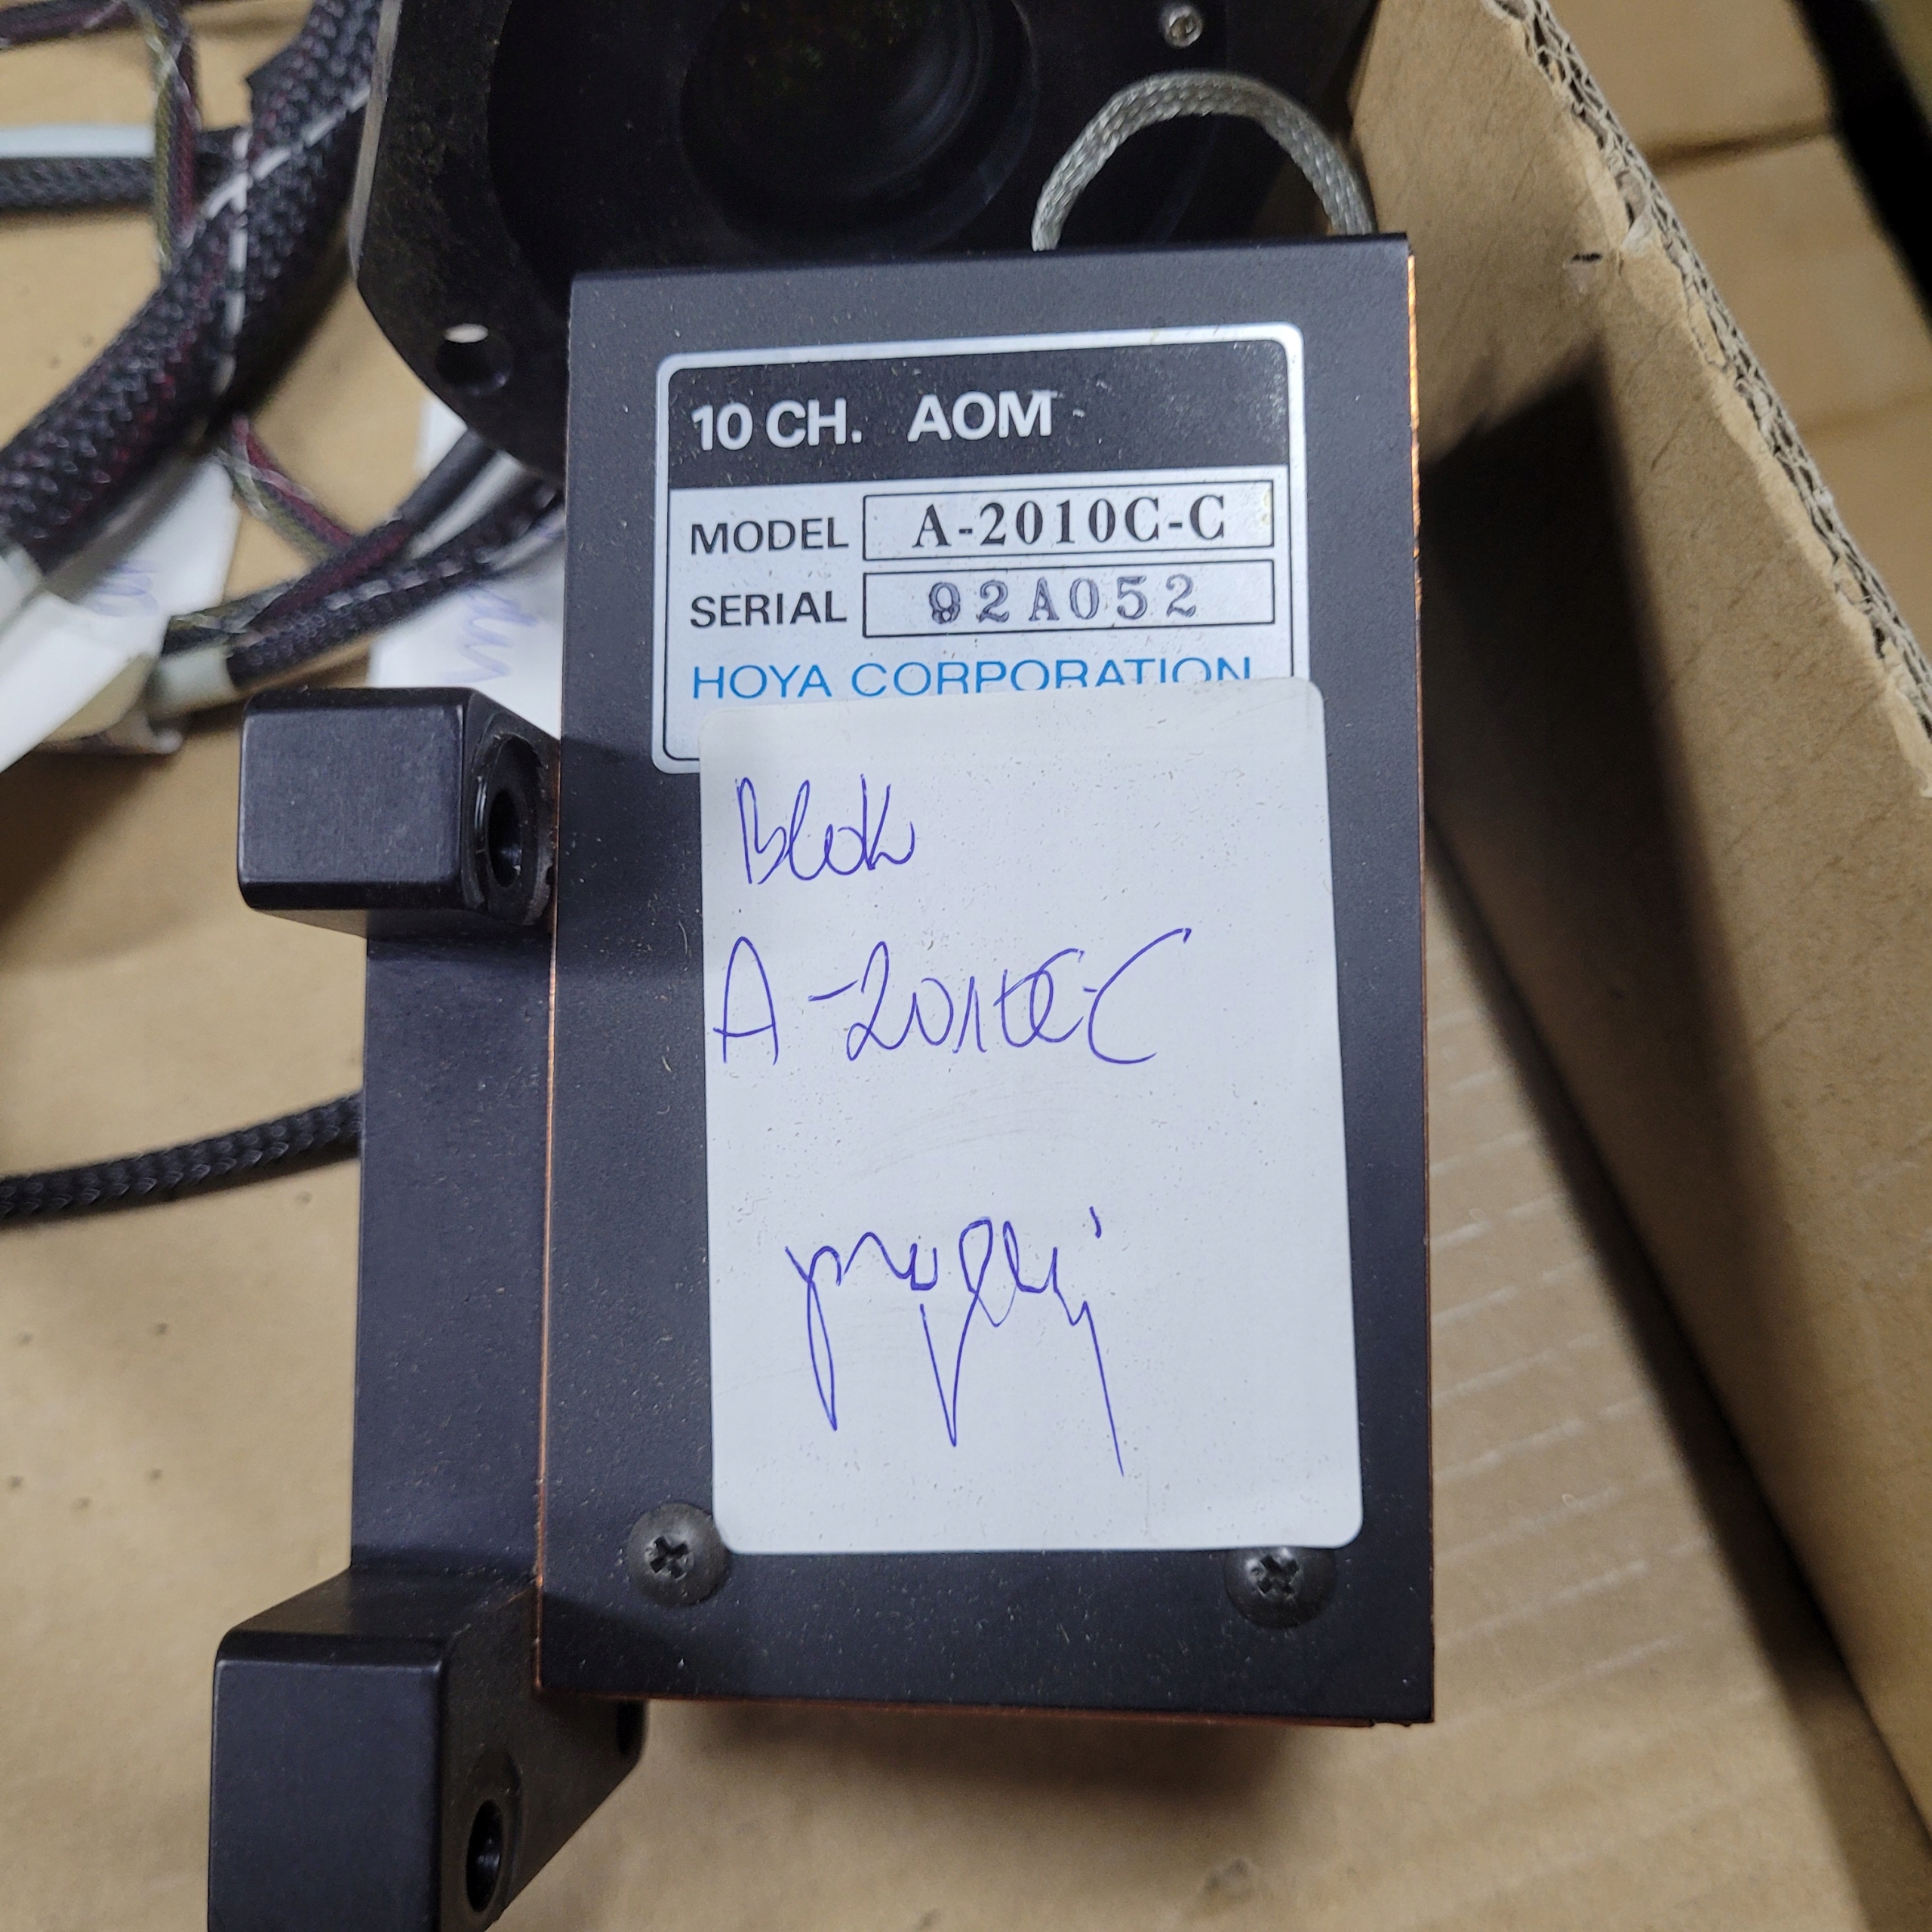 10 CH. AOM
MODEL A-2010C-C
SERIAL 92A052
HOYA CORPORATION
Blok
A-2010C-C